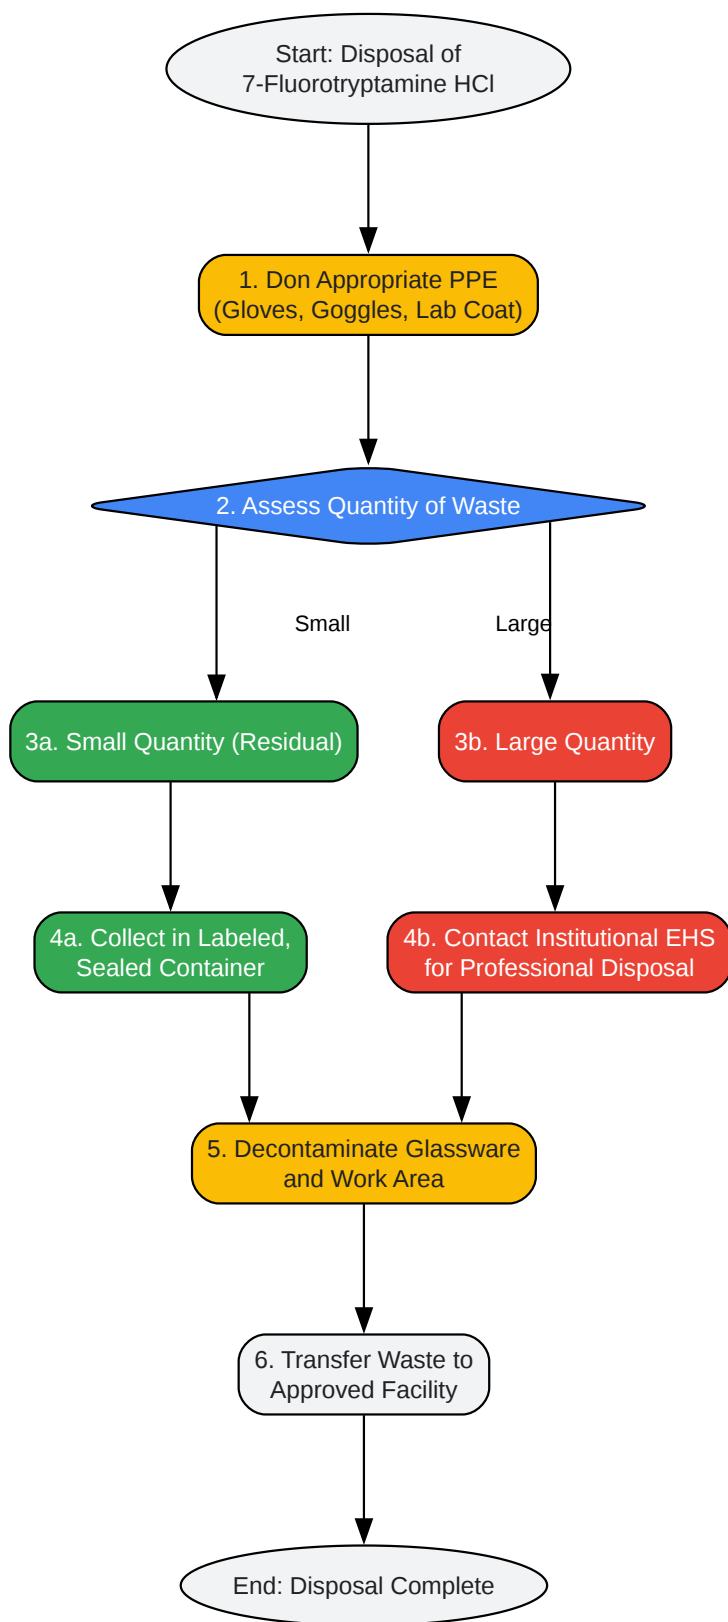 Start: Disposal of
7-Fluorotryptamine HCl
1. Don Appropriate PPE
(Gloves, Goggles, Lab Coat)
2. Assess Quantity of Waste
Small
Large
3a. Small Quantity (Residual)
3b. Large Quantity
4a. Collect in Labeled,
Sealed Container
4b. Contact Institutional EHS
for Professional Disposal
5. Decontaminate Glassware
and Work Area
6. Transfer Waste to
Approved Facility
End: Disposal Complete